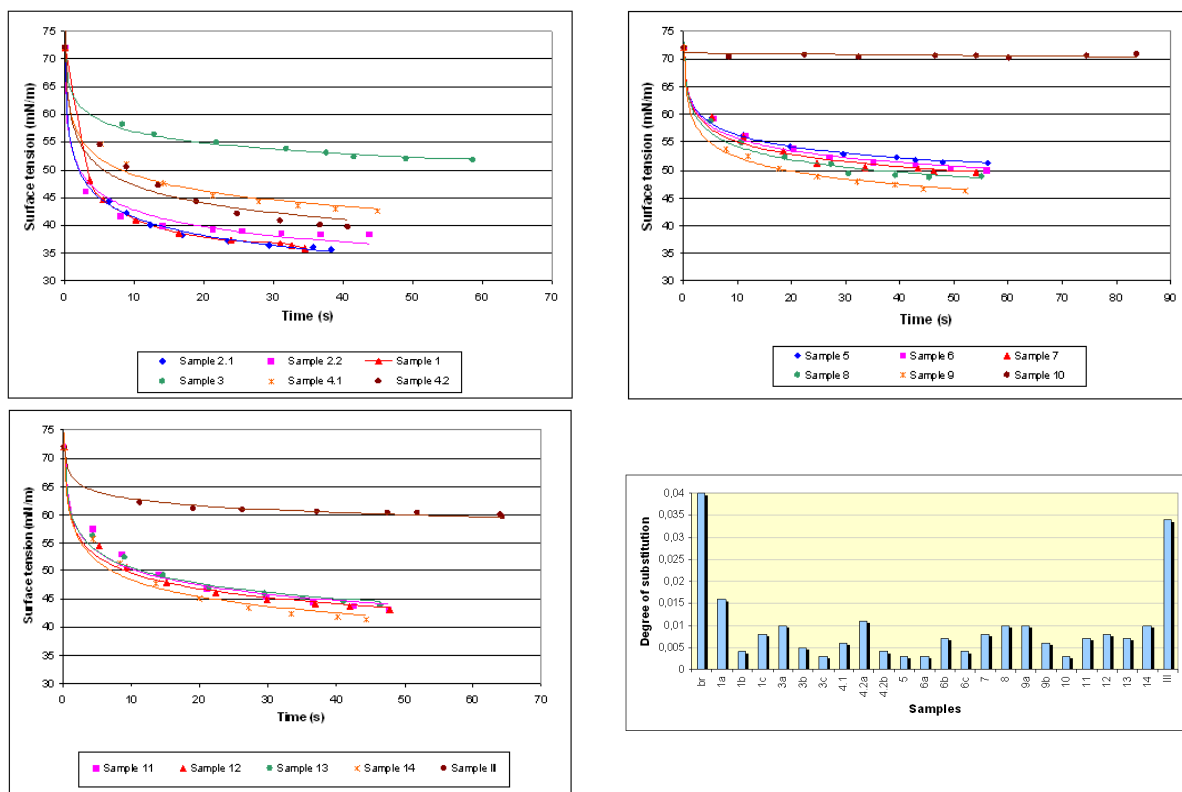 Surface tension (mN/m)
75
70
65
60
55
50
45
40
35
30
0 10 20 30 40 50 60 70
Time (s)
Sample 2.1 Sample 2.2 Sample 1
Sample 3 Sample 4.1 Sample 4.2
Surface tension (mN/m)
75
70
65
60
55
50
45
40
35
30
0 10 20 30 40 50 60 70 80 90
Time (s)
Sample 5 Sample 6 Sample 7
Sample 8 Sample 9 Sample 10
Surface tension (mN/m)
75
70
65
60
55
50
45
40
35
30
0 10 20 30 40 50 60 70
Time (s)
Sample 11 Sample 12 Sample 13 Sample 14 Sample III
Degree of substitution
0,04
0,035
0,03
0,025
0,02
0,015
0,01
0,005
0
br 1a 1b 1c 3a 3b 3c 4.1 4.2a 4.2b 5 6a 6b 6c 7 8 9a 9b 10 11 12 13 14 III
Samples